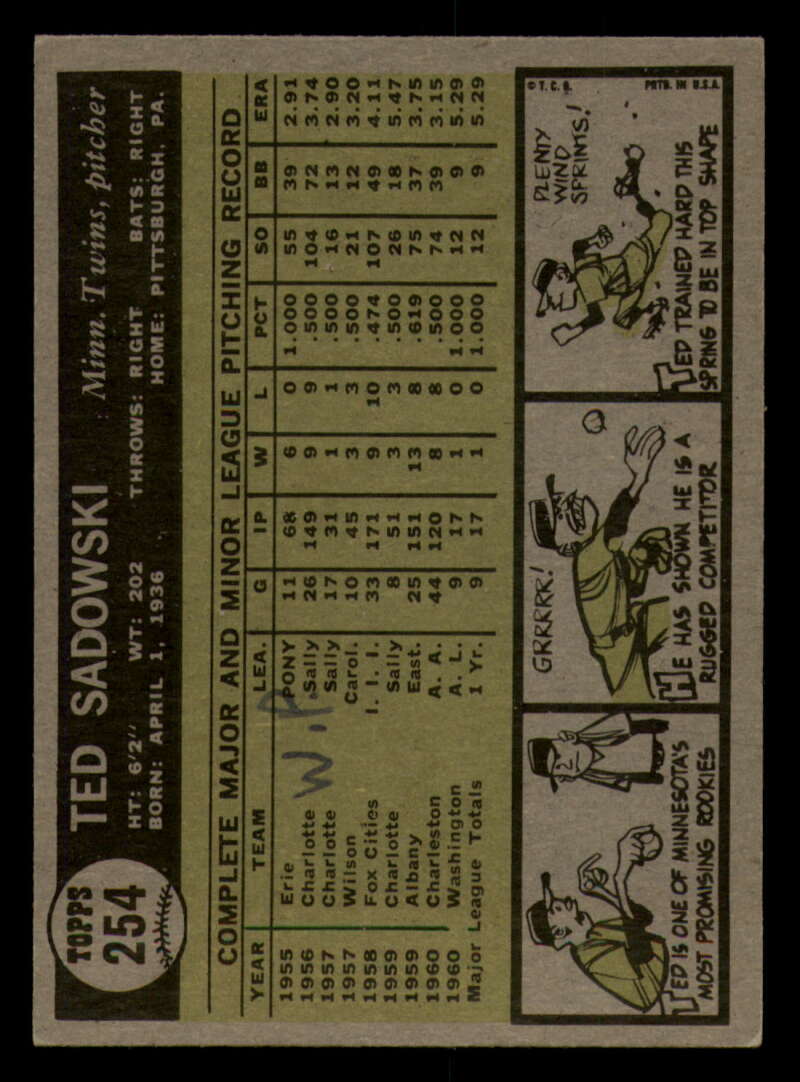 TOPPS
254
TED SADOWSKI Minn. Twins, pitcher
HT: 6'2" WT: 202 THROWS: RIGHT BATS: RIGHT
BORN: APRIL 1, 1936 HOME: PITTSBURGH, PA.
COMPLETE MAJOR AND MINOR LEAGUE PITCHING RECORD
YEAR TEAM LEA. G IP W L PCT SO BB ERA
1955 Erie PONY 11 68 6 0 1.000 55 39 2.91
1956 Charlotte Sally 26 149 9 9 .500 104 72 3.74
1957 Charlotte Sally 17 31 1 1 .500 16 13 2.90
1957 Wilson Carol. 10 45 3 3 .500 21 12 3.20
1958 Fox Cities I. I. I. 33 171 9 10 .474 107 49 4.11
1959 Charlotte Sally 8 51 3 3 .500 26 18 5.47
1959 Albany East. 25 151 13 8 .619 75 37 3.75
1960 Charleston A. A. 44 120 8 8 .500 74 39 3.15
1960 Washington A. L. 9 17 1 0 1.000 12 9 5.29
Major League Totals 1 Yr. 9 17 1 0 1.000 12 9 5.29
W.P.
TED IS ONE OF MINNESOTA'S
MOST PROMISING ROOKIES
GRRRRR!
HE HAS SHOWN HE IS A
RUGGED COMPETITOR
© T. C. G. PRTD. IN U.S.A.
PLENTY
WIND
SPRINTS!
TED TRAINED HARD THIS
SPRING TO BE IN TOP SHAPE